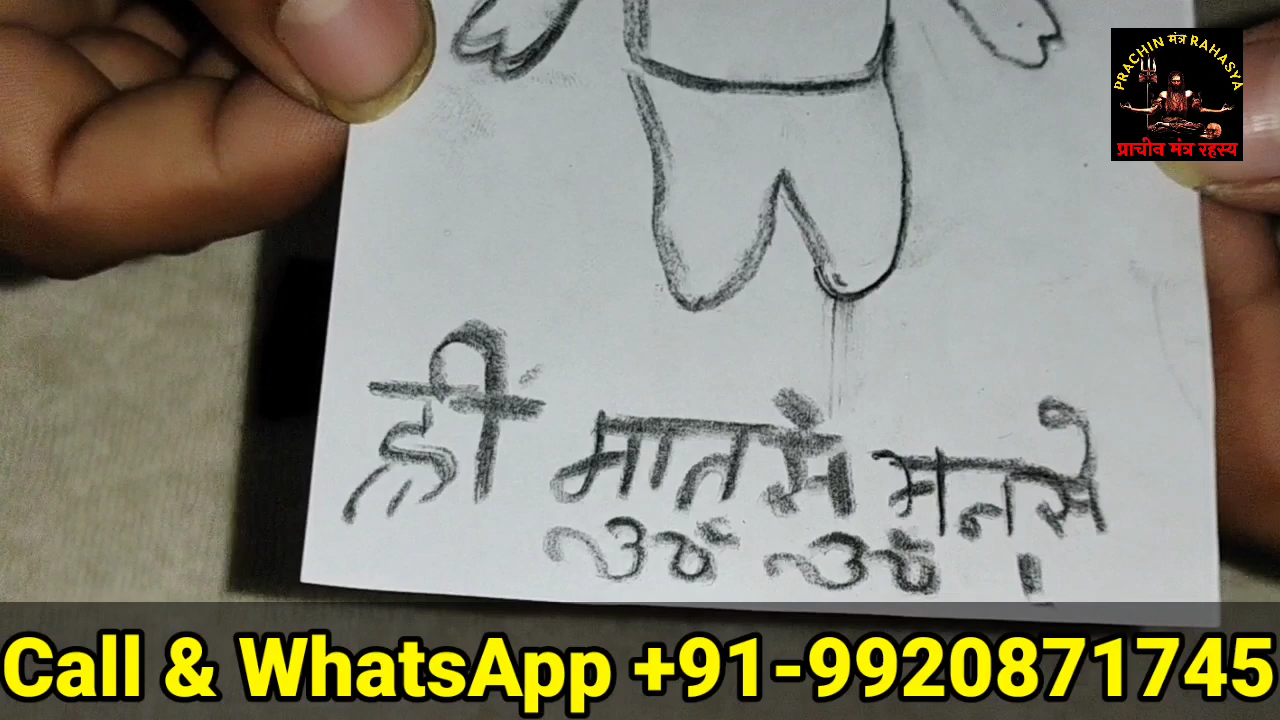 PRACHIN मंत्र RAHASYA
प्राचीन मंत्र रहस्य
ह्रीं मातसं मनसे
ॐ ॐ ।
Call & WhatsApp +91-9920871745